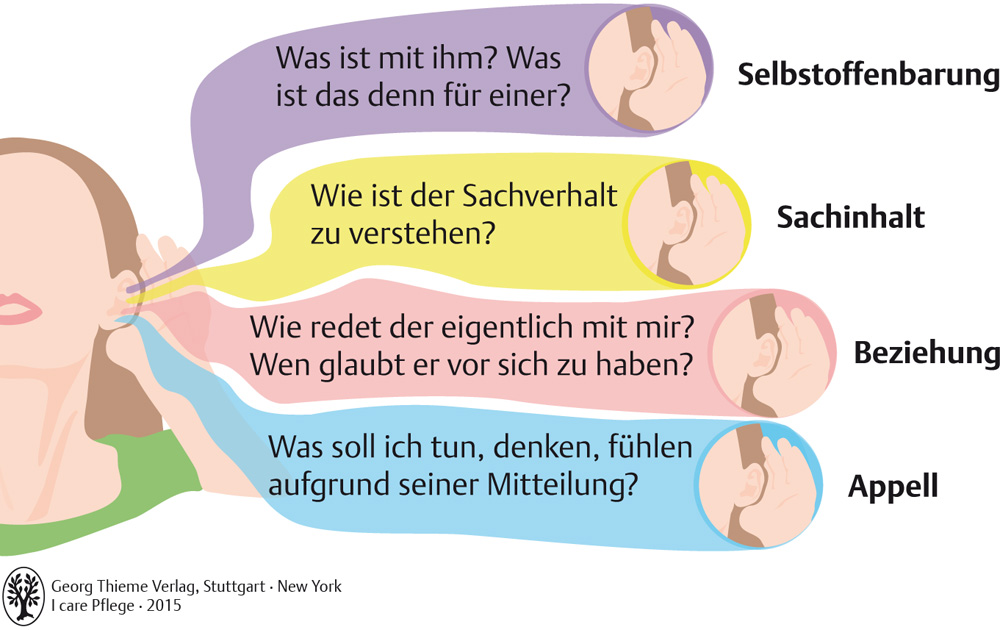 Was ist mit ihm? Was
ist das denn für einer?
Selbstoffenbarung
Wie ist der Sachverhalt
zu verstehen?
Sachinhalt
Wie redet der eigentlich mit mir?
Wen glaubt er vor sich zu haben?
Beziehung
Was soll ich tun, denken, fühlen
aufgrund seiner Mitteilung?
Appell
Georg Thieme Verlag, Stuttgart · New York
I care Pflege · 2015